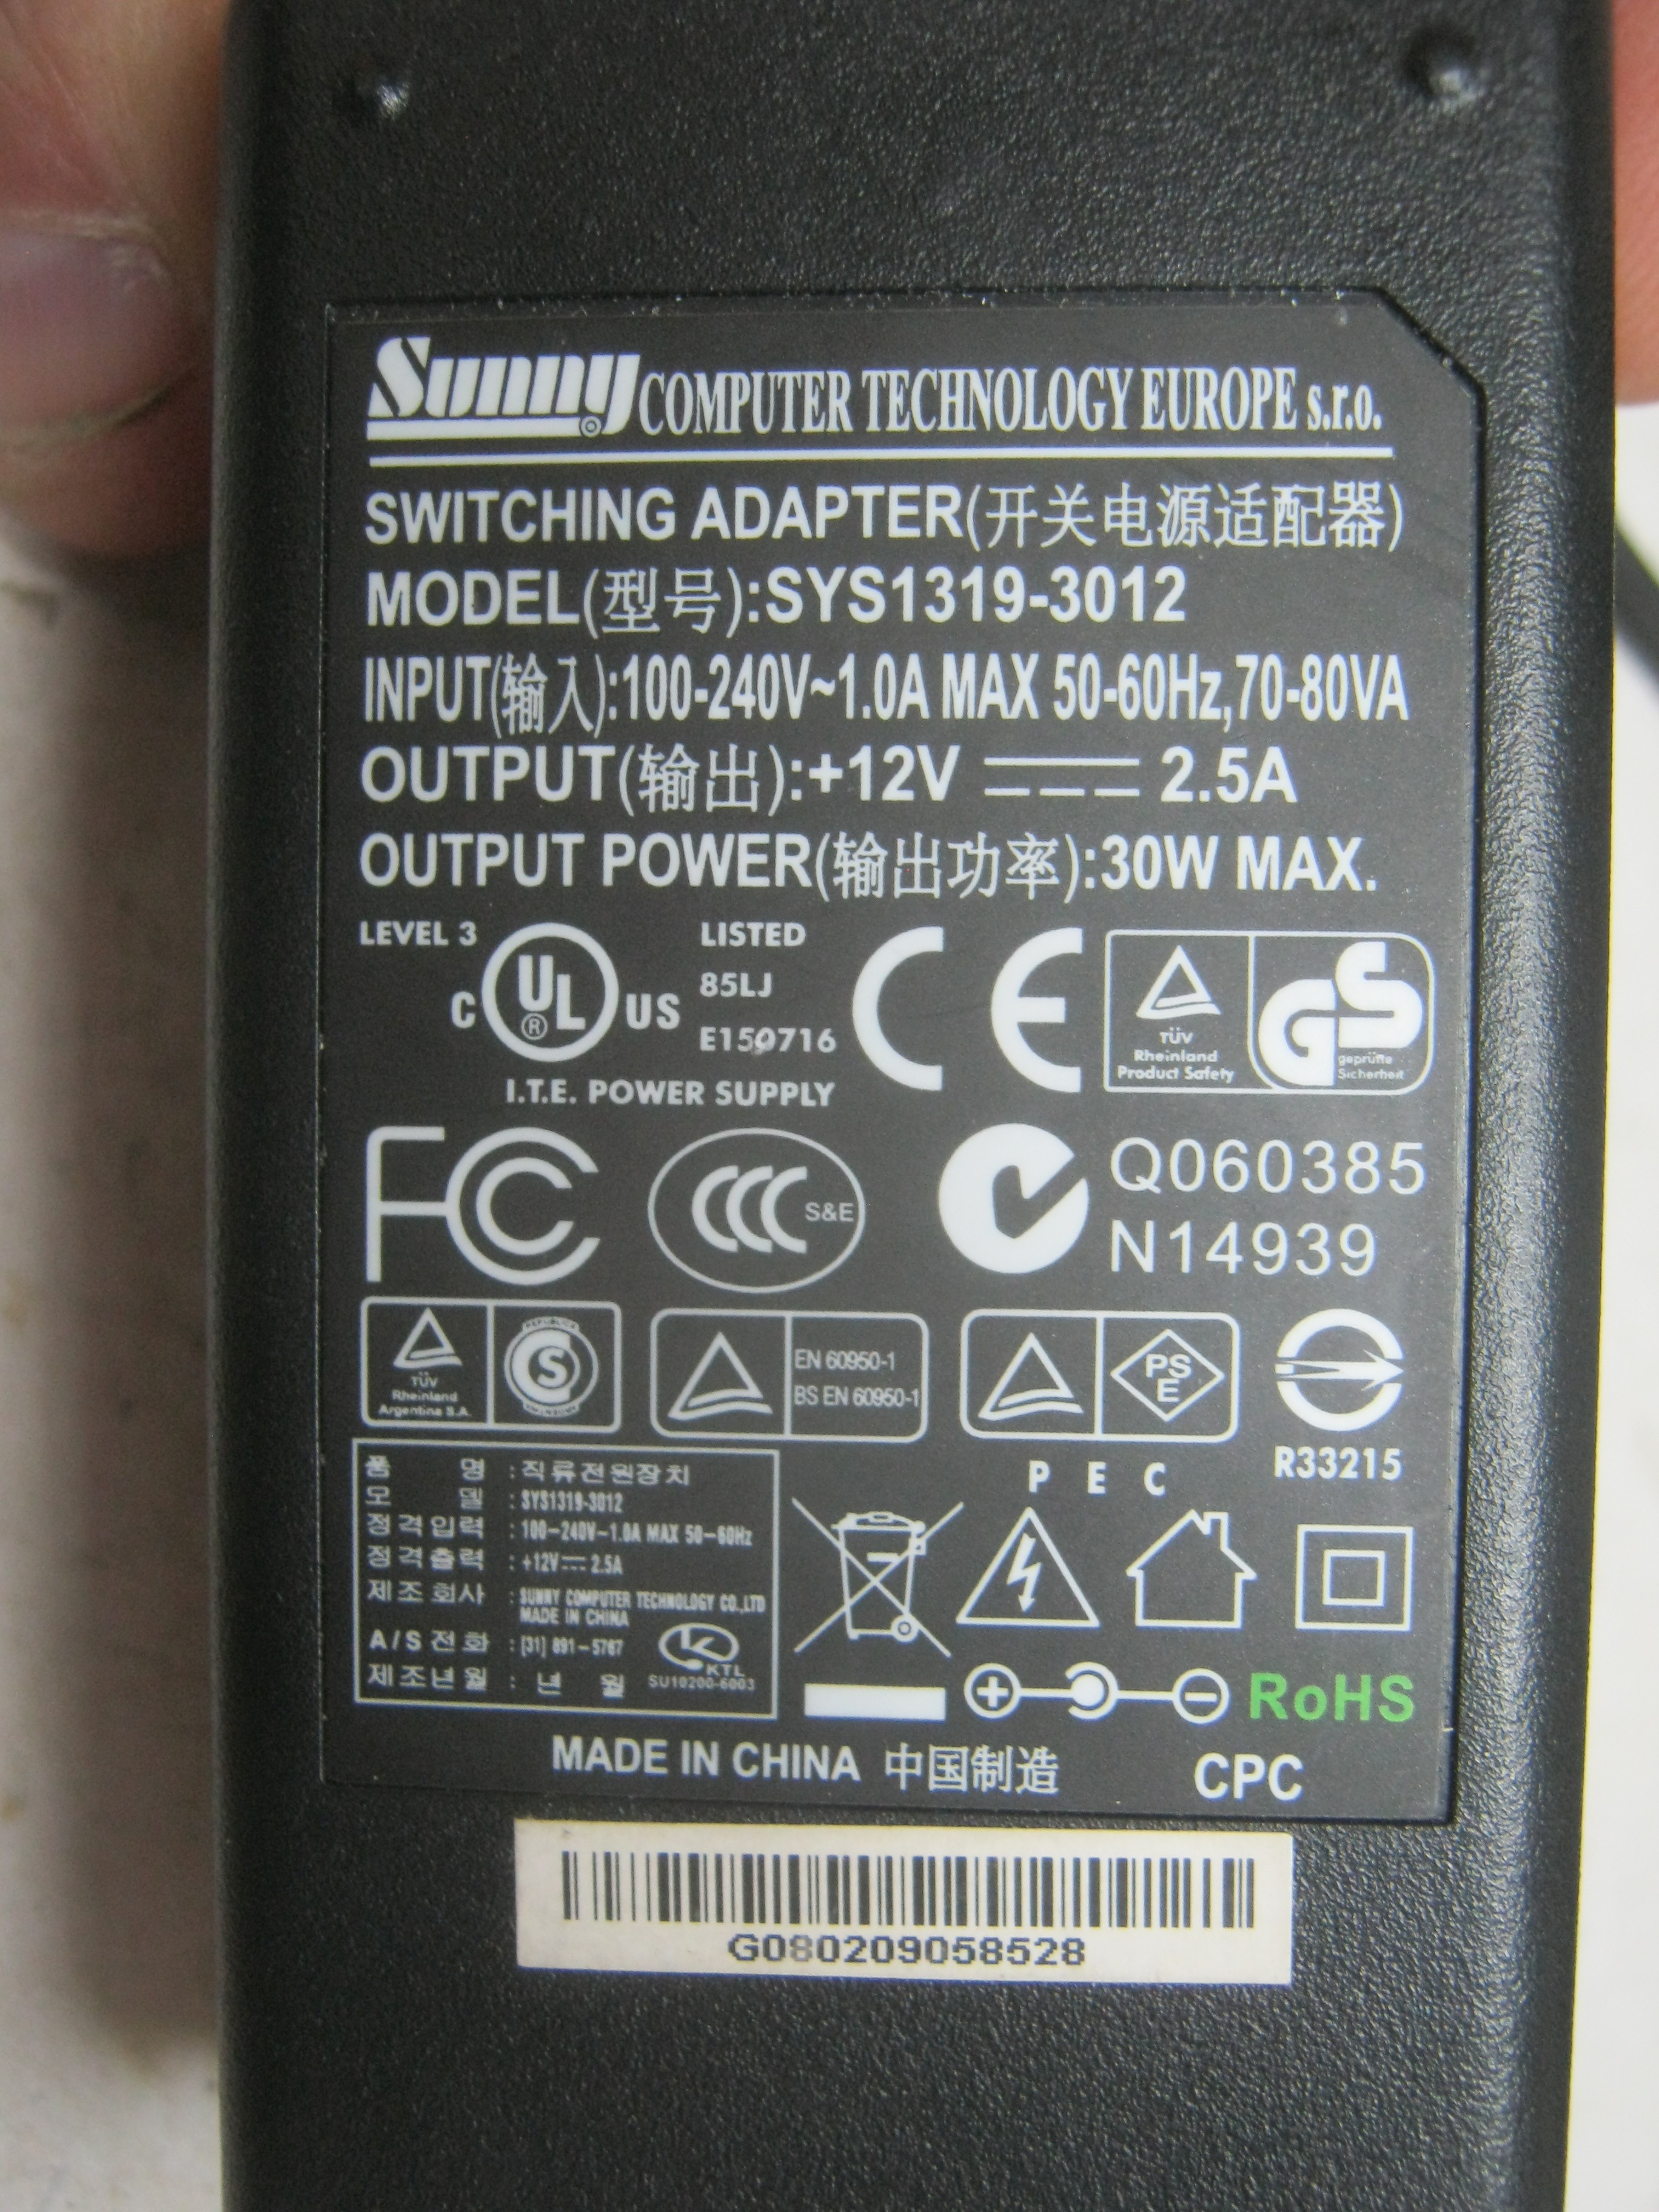 Sunny COMPUTER TECHNOLOGY EUROPE s.r.o.
SWITCHING ADAPTER(开关电源适配器)
MODEL(型号):SYS1319-3012
INPUT(输入):100-240V~1.0A MAX 50-60Hz,70-80VA
OUTPUT(输出):+12V ⎓ 2.5A
OUTPUT POWER(输出功率):30W MAX.
LEVEL 3
C UL ® US
LISTED
85LJ
E150716
I.T.E. POWER SUPPLY
CE
TÜV
Rheinland
Product Safety
GS
geprüfte
Sicherheit
FC
CCC S&E
Q060385
N14939
TÜV
Rheinland
Argentina S.A.
S
EN 60950-1
BS EN 60950-1
PS
E
R33215
품 명 : 직류전원장치
모 델 : SYS1319-3012
정격입력 : 100-240V~1.0A MAX 50-60Hz
정격출력 : +12V⎓ 2.5A
제조회사 : SUNNY COMPUTER TECHNOLOGY CO.,LTD
MADE IN CHINA
A/S전화 : [31] 891-5767
제조년월 : 년 월
KTL
SU10200-6003
P E C
RoHS
MADE IN CHINA 中国制造
CPC
G080209058528